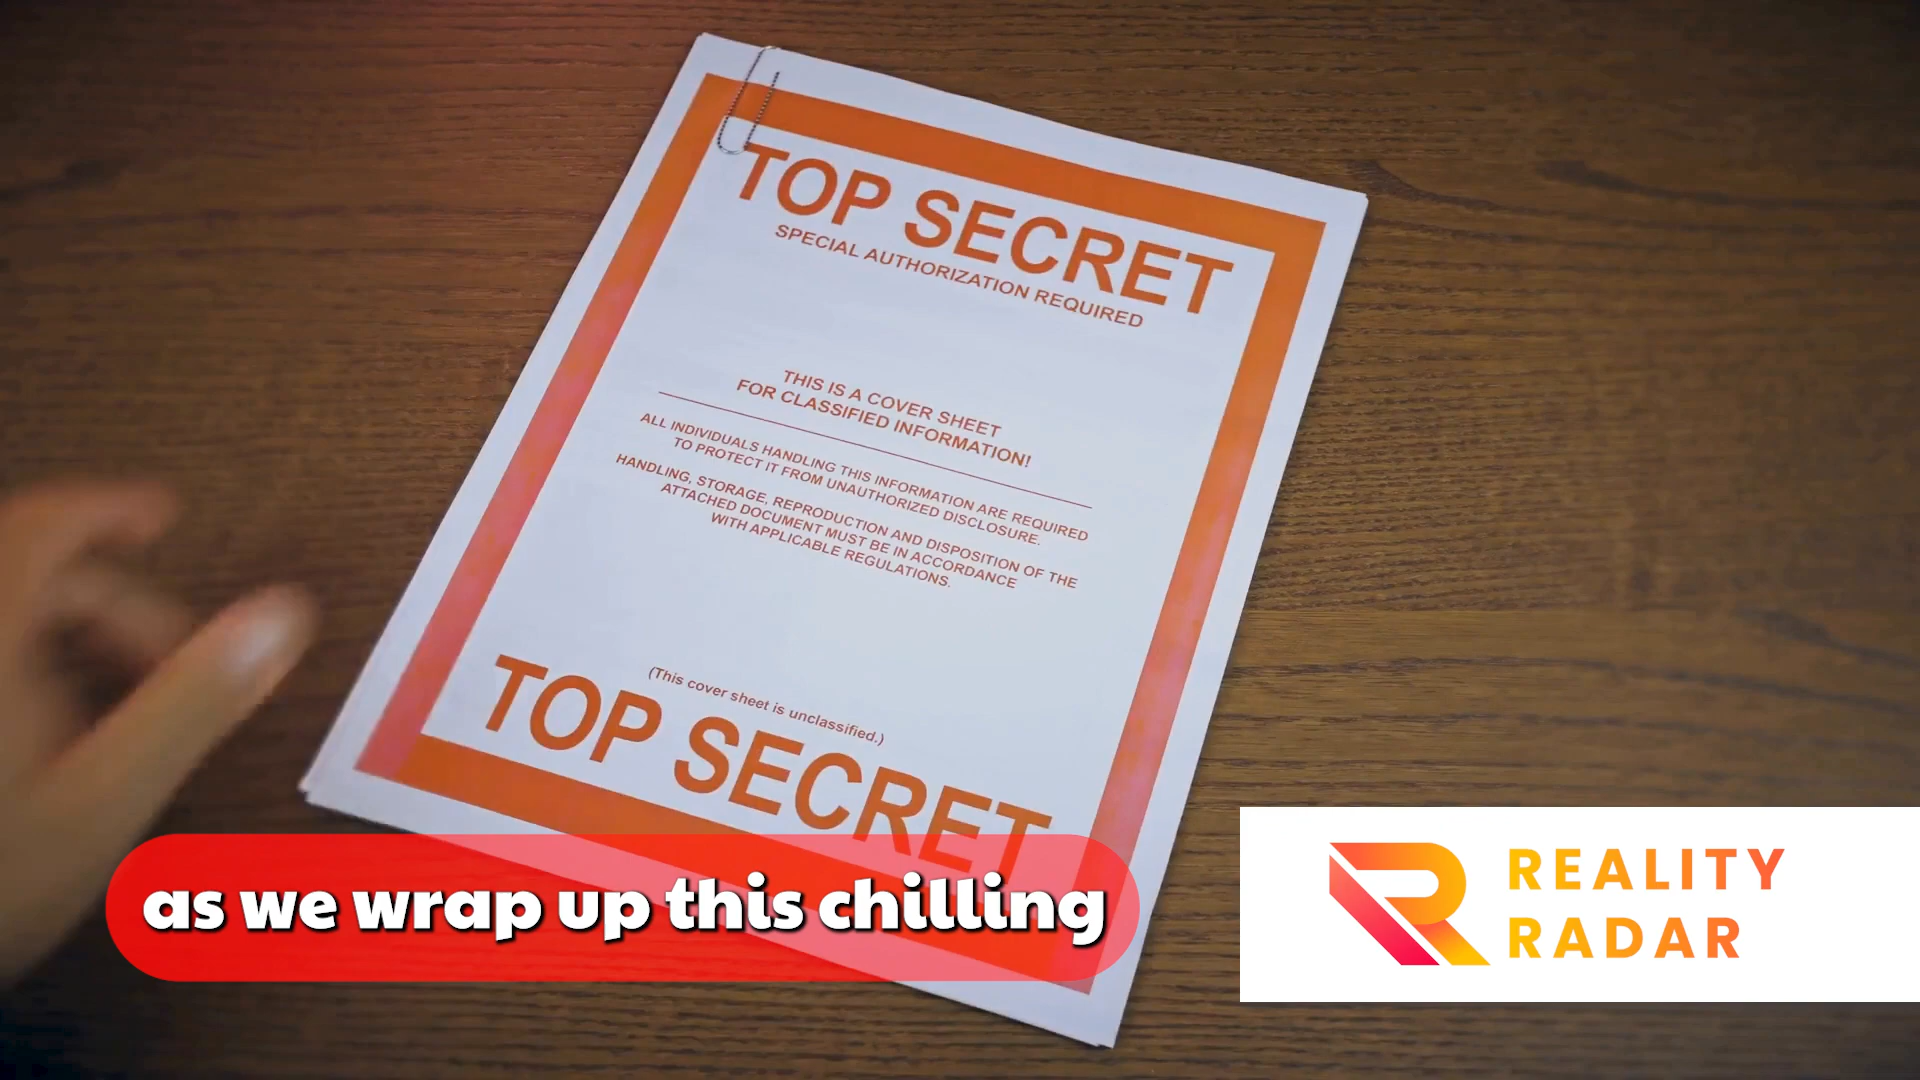 TOP SECRET
SPECIAL AUTHORIZATION REQUIRED
THIS IS A COVER SHEET
FOR CLASSIFIED INFORMATION!
ALL INDIVIDUALS HANDLING THIS INFORMATION ARE REQUIRED
TO PROTECT IT FROM UNAUTHORIZED DISCLOSURE.
HANDLING, STORAGE, REPRODUCTION AND DISPOSITION OF THE
ATTACHED DOCUMENT MUST BE IN ACCORDANCE
WITH APPLICABLE REGULATIONS.
(This cover sheet is unclassified.)
TOP SECRET
as we wrap up this chilling
REALITY
RADAR